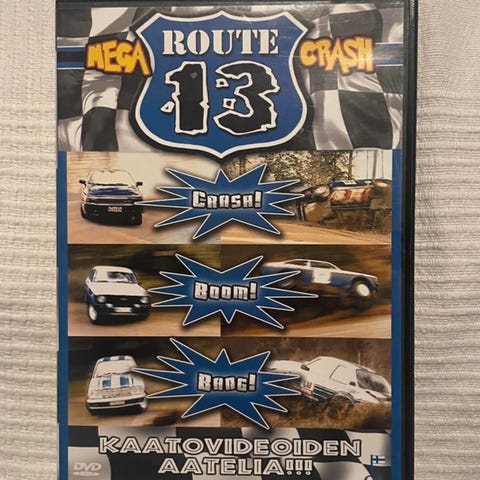 MEGA
ROUTE
13
CRASH
CRASH!
BOOM!
BANG!
KAATOVIDEOIDEN
AATELIA!!!
DVD